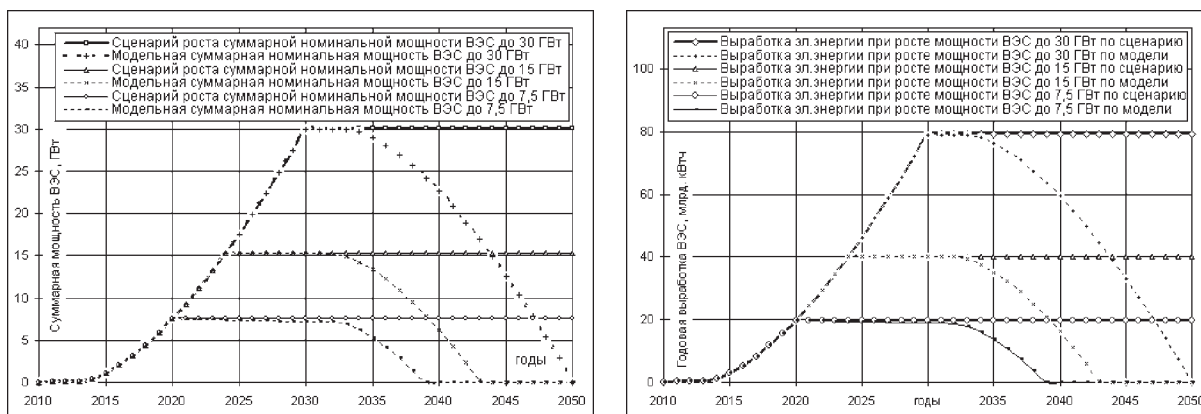 40
35
30
25
20
15
10
5
0
Суммарная мощность ВЭС, ГВт
Сценарий роста суммарной номинальной мощности ВЭС до 30 ГВт
Модельная суммарная номинальная мощность ВЭС до 30 ГВт
Сценарий роста суммарной номинальной мощности ВЭС до 15 ГВт
Модельная суммарная номинальная мощность ВЭС до 15 ГВт
Сценарий роста суммарной номинальной мощности ВЭС до 7,5 ГВт
Модельная суммарная номинальная мощность ВЭС до 7,5 ГВт
годы
2010 2015 2020 2025 2030 2035 2040 2045 2050
100
80
60
40
20
0
Годовая выработка ВЭС, млрд. кВтч
Выработка эл.энергии при росте мощности ВЭС до 30 ГВт по сценарию
Выработка эл.энергии при росте мощности ВЭС до 30 ГВт по модели
Выработка эл.энергии при росте мощности ВЭС до 15 ГВт по сценарию
Выработка эл.энергии при росте мощности ВЭС до 15 ГВт по модели
Выработка эл.энергии при росте мощности ВЭС до 7,5 ГВт по сценарию
Выработка эл.энергии при росте мощности ВЭС до 7,5 ГВт по модели
2010 2015 2020 2025 годы 2030 2035 2040 2045 2050